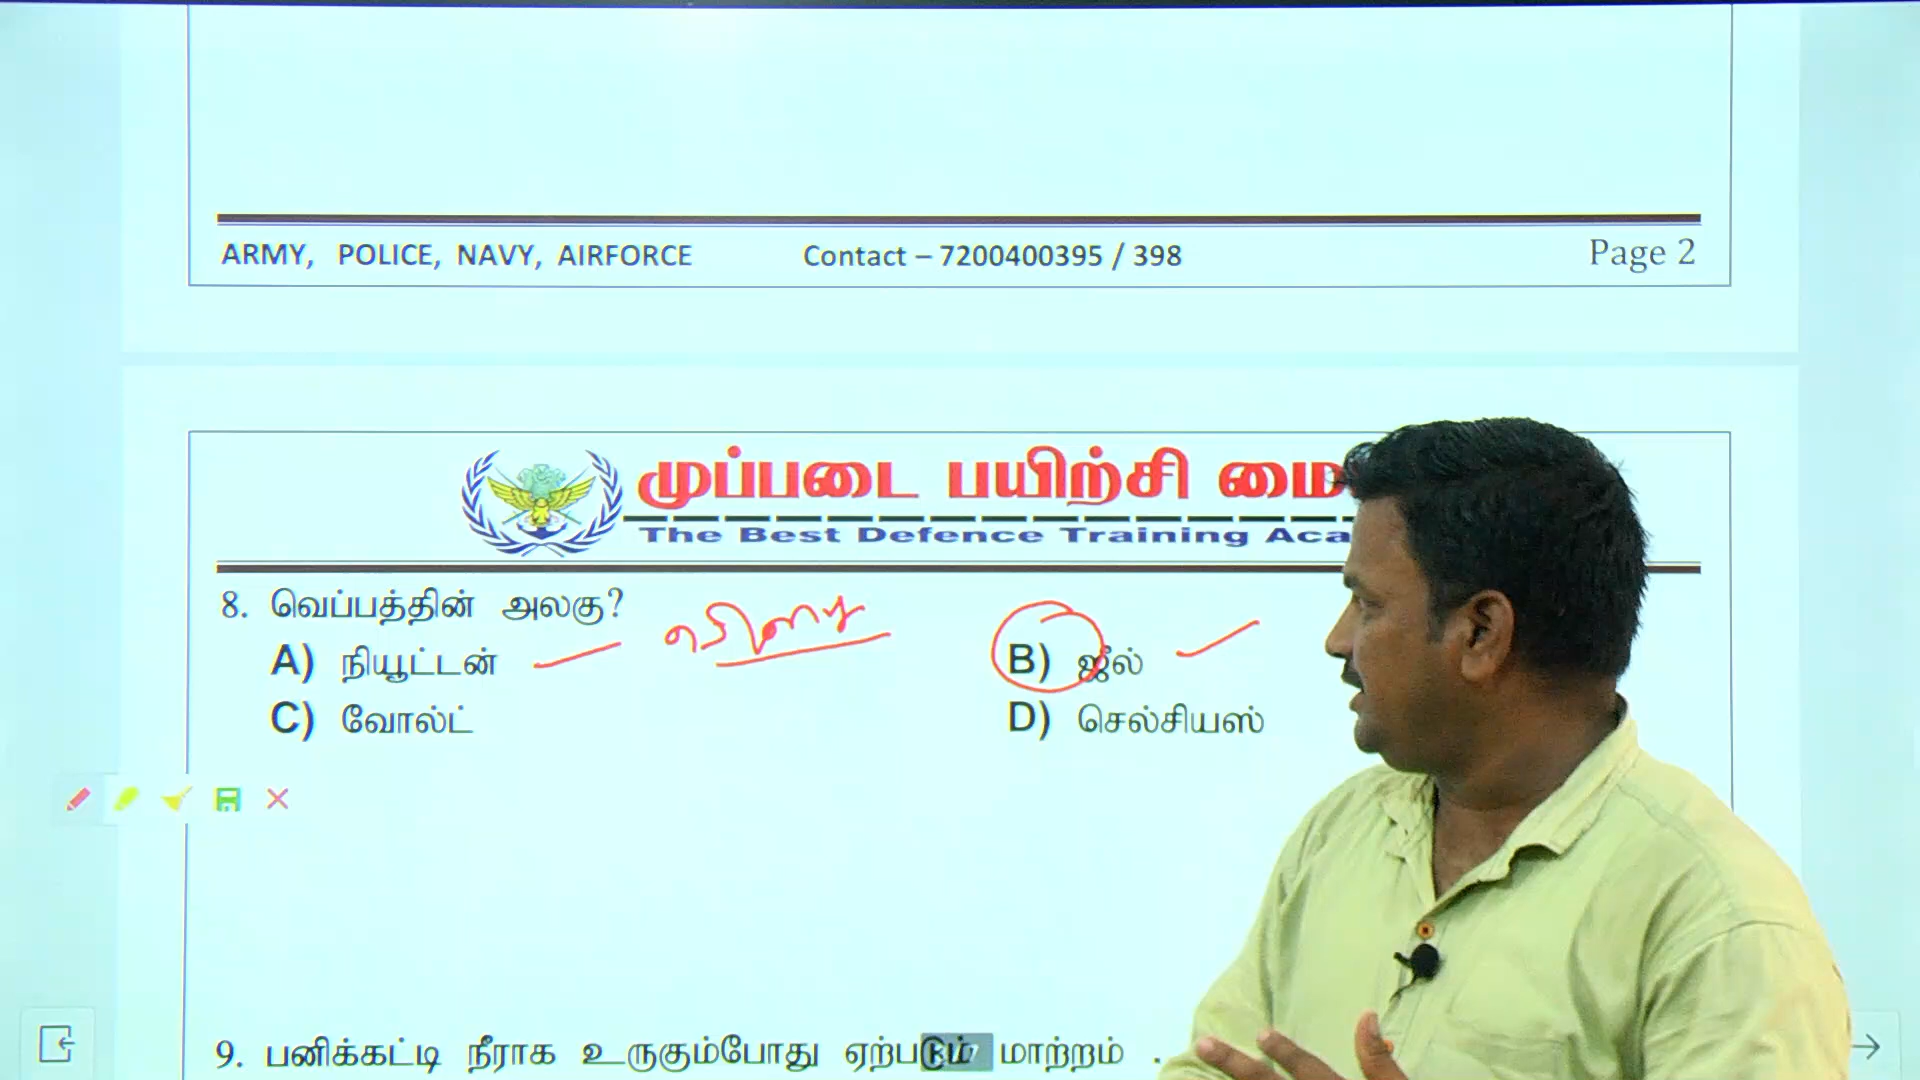 ARMY, POLICE, NAVY, AIRFORCE Contact – 7200400395 / 398 Page 2
முப்படை பயிற்சி மை
The Best Defence Training Aca
8. வெப்பத்தின் அலகு?
A) நியூட்டன் விசை B) ஜீல்
C) வோல்ட் D) செல்சியஸ்
9. பனிக்கட்டி நீராக உருகும்போது ஏற்படும் மாற்றம் .